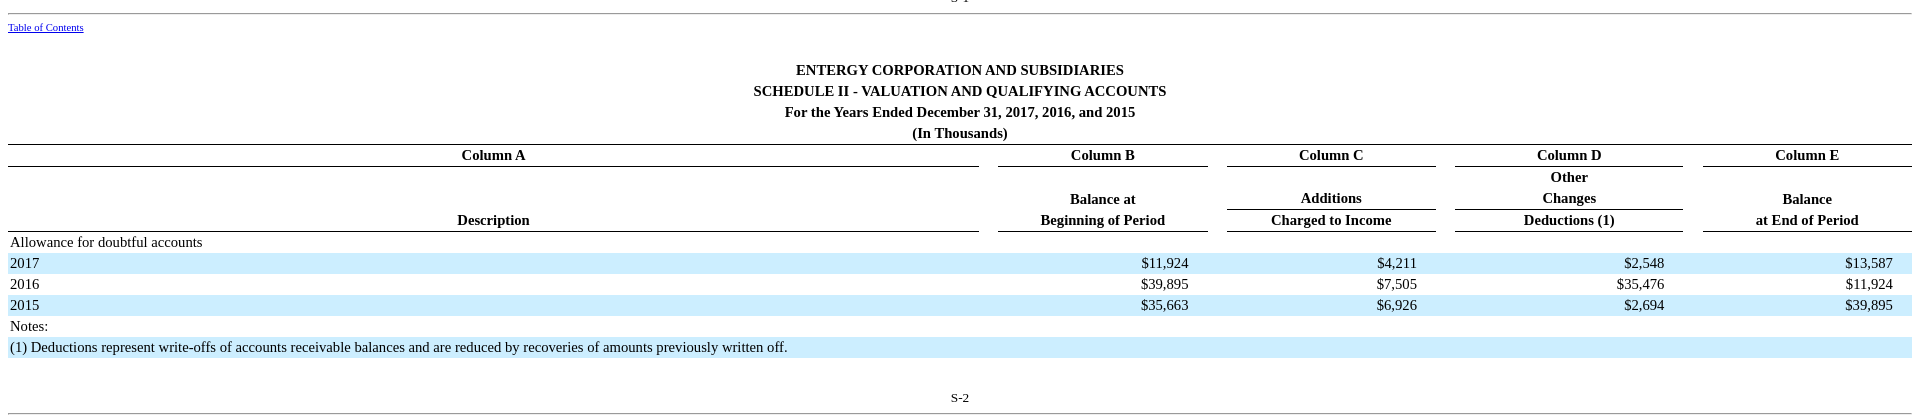 Table of Contents
ENTERGY CORPORATION AND SUBSIDIARIES
SCHEDULE II - VALUATION AND QUALIFYING ACCOUNTS
For the Years Ended December 31, 2017, 2016, and 2015
(In Thousands)
Column A Column B Column C Column D Column E
Other
Balance at Additions Changes Balance
Description Beginning of Period Charged to Income Deductions (1) at End of Period
Allowance for doubtful accounts
2017 $11,924 $4,211 $2,548 $13,587
2016 $39,895 $7,505 $35,476 $11,924
2015 $35,663 $6,926 $2,694 $39,895
Notes:
(1) Deductions represent write-offs of accounts receivable balances and are reduced by recoveries of amounts previously written off.
S-2